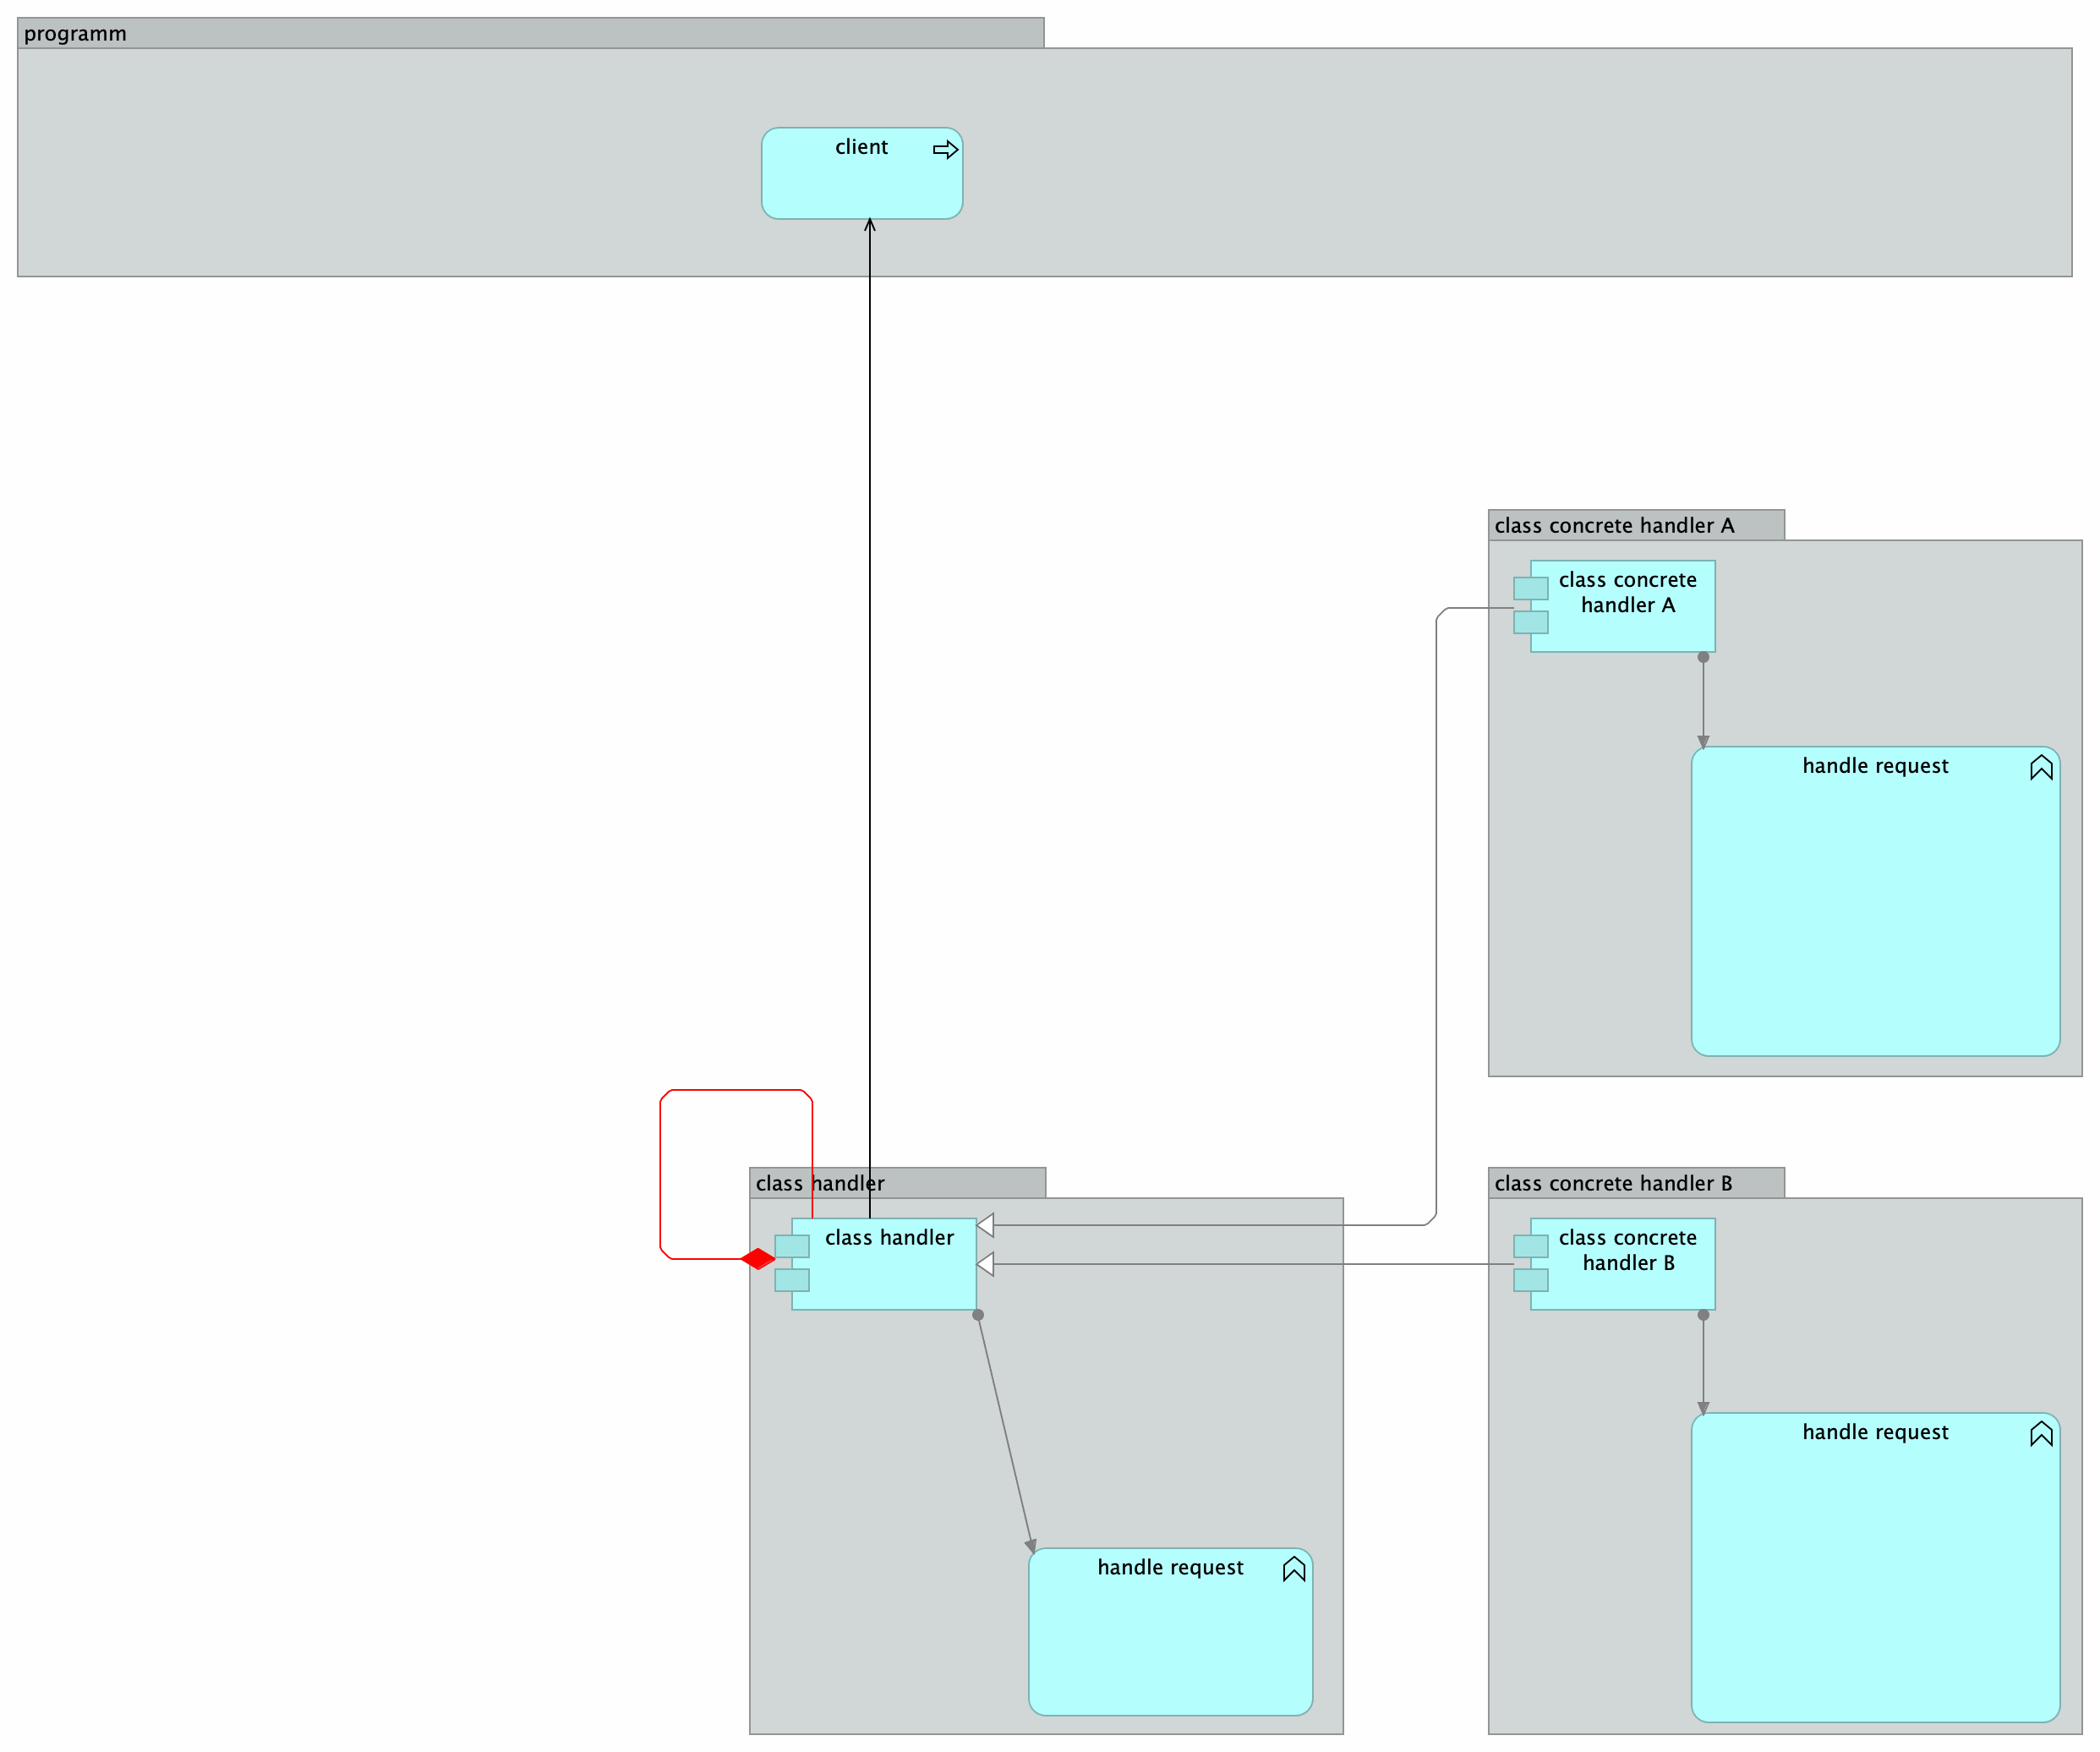 programm
client
class concrete handler A
class concrete
handler A
handle request
class handler
class handler
handle request
class concrete handler B
class concrete
handler B
handle request